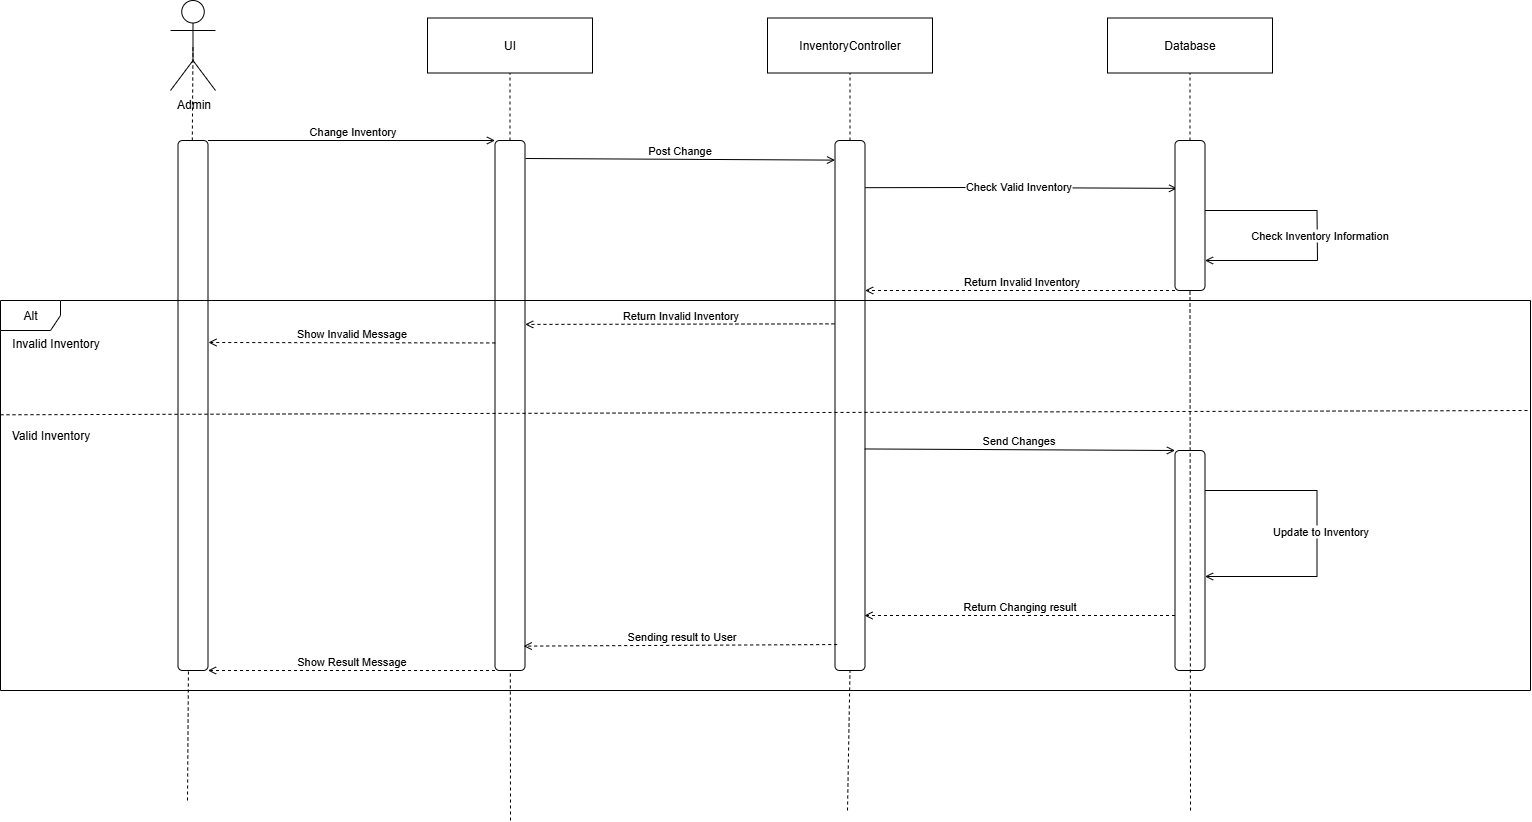 Admin
UI
InventoryController
Database
Change Inventory
Post Change
Check Valid Inventory
Check Inventory Information
Return Invalid Inventory
Alt
Return Invalid Inventory
Show Invalid Message
Invalid Inventory
Valid Inventory
Send Changes
Update to Inventory
Return Changing result
Sending result to User
Show Result Message